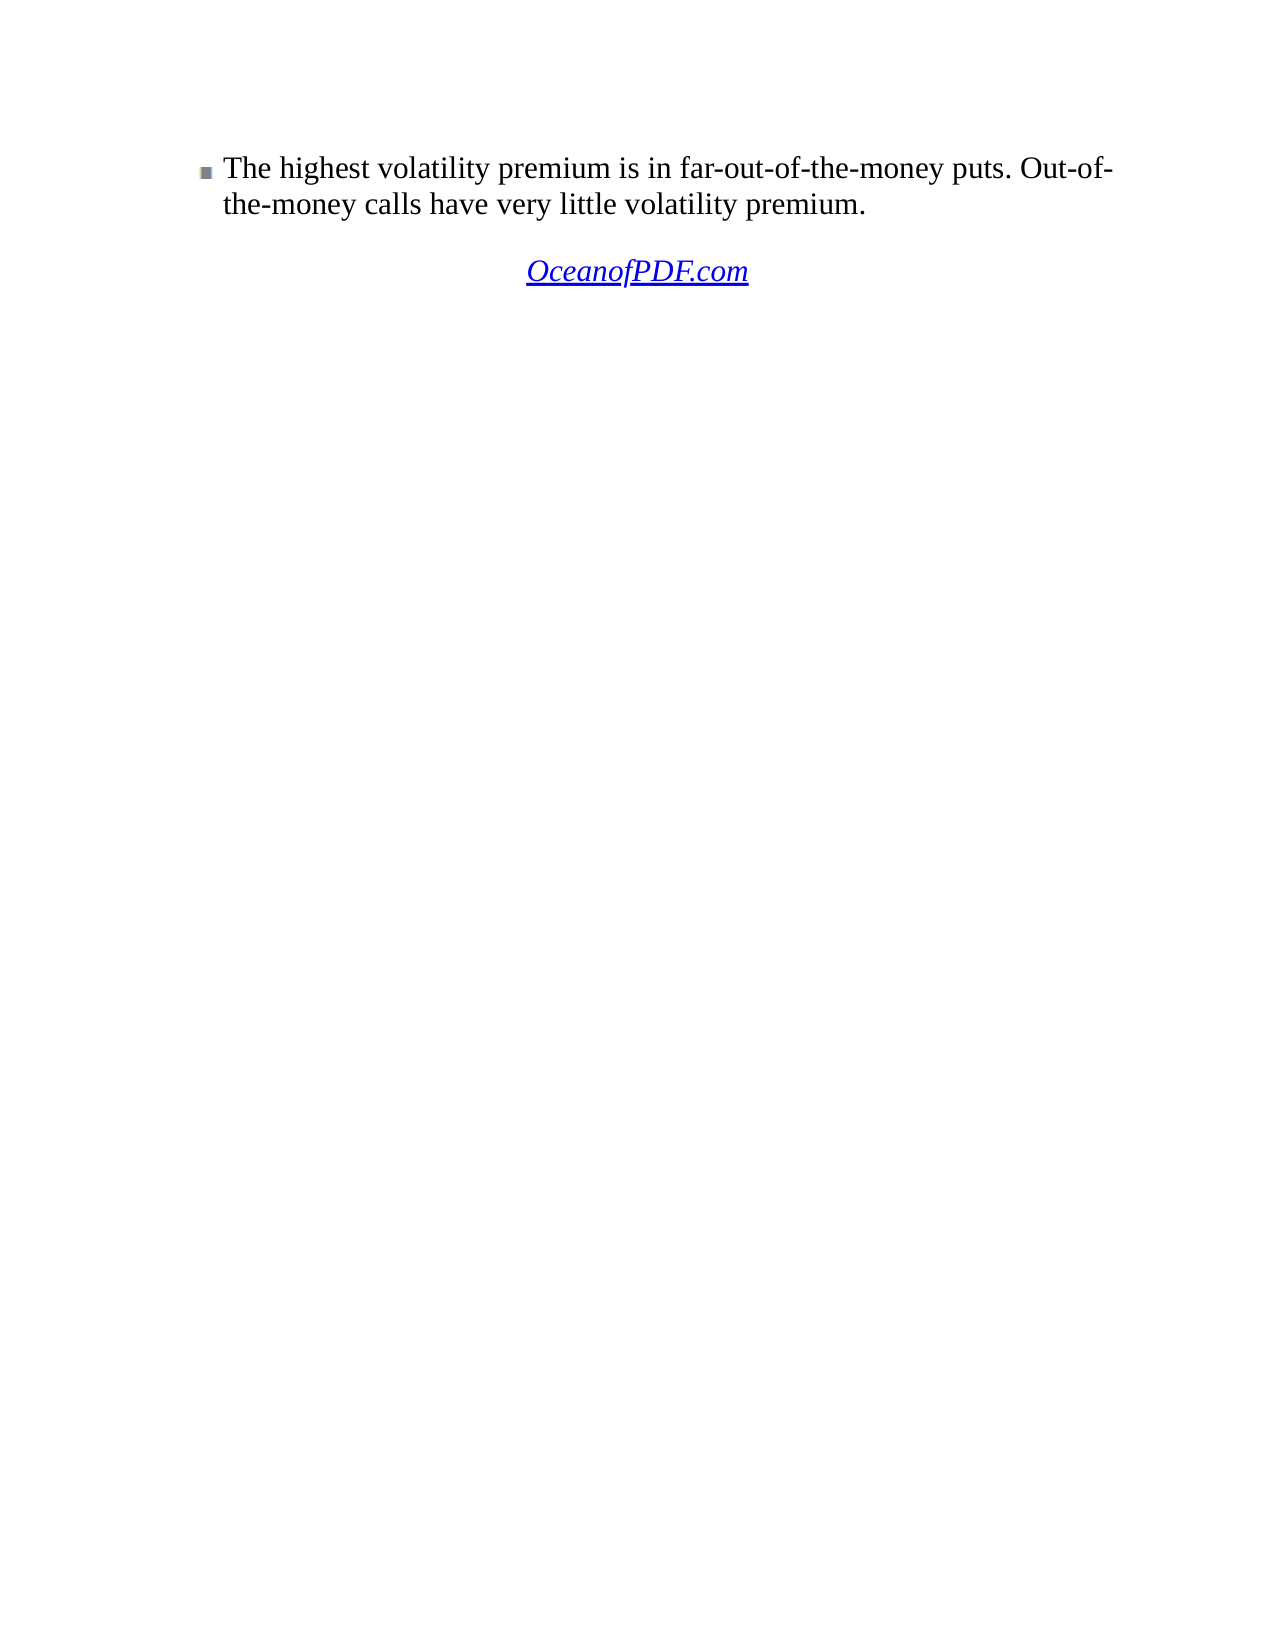 ▪ The highest volatility premium is in far-out-of-the-money puts. Out-of-
the-money calls have very little volatility premium.
OceanofPDF.com